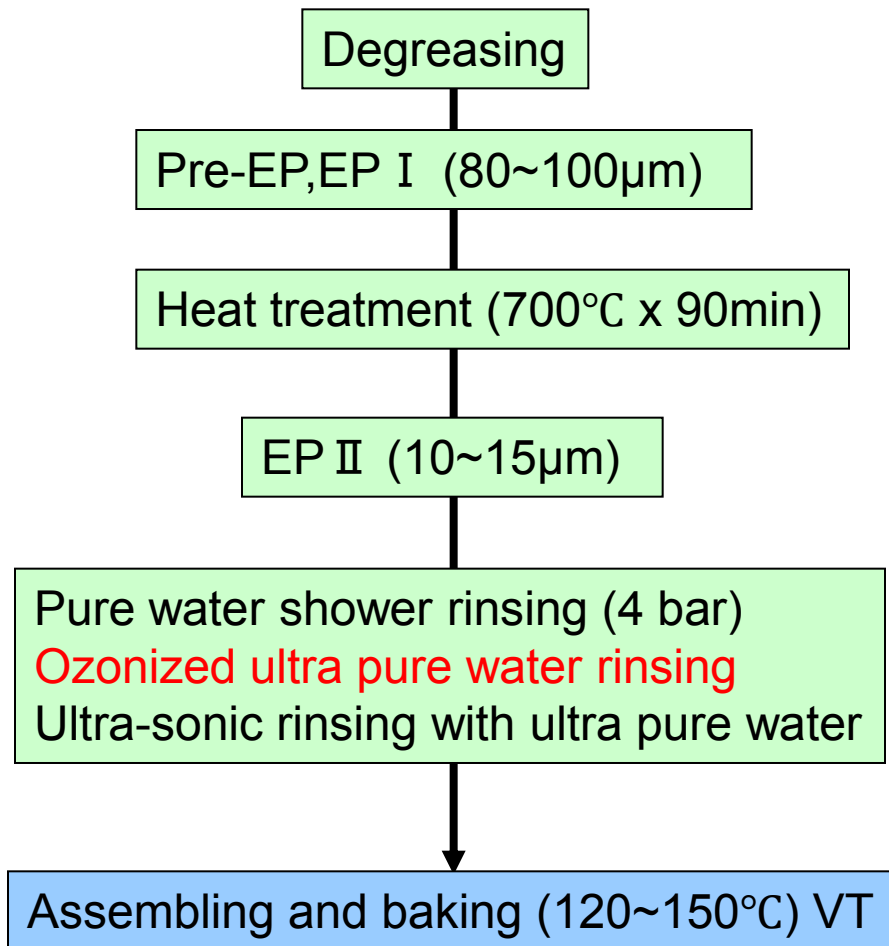 Degreasing
Pre-EP,EP Ⅰ (80~100μm)
Heat treatment (700℃ x 90min)
EP Ⅱ (10~15μm)
Pure water shower rinsing (4 bar)
Ozonized ultra pure water rinsing
Ultra-sonic rinsing with ultra pure water
Assembling and baking (120~150℃) VT